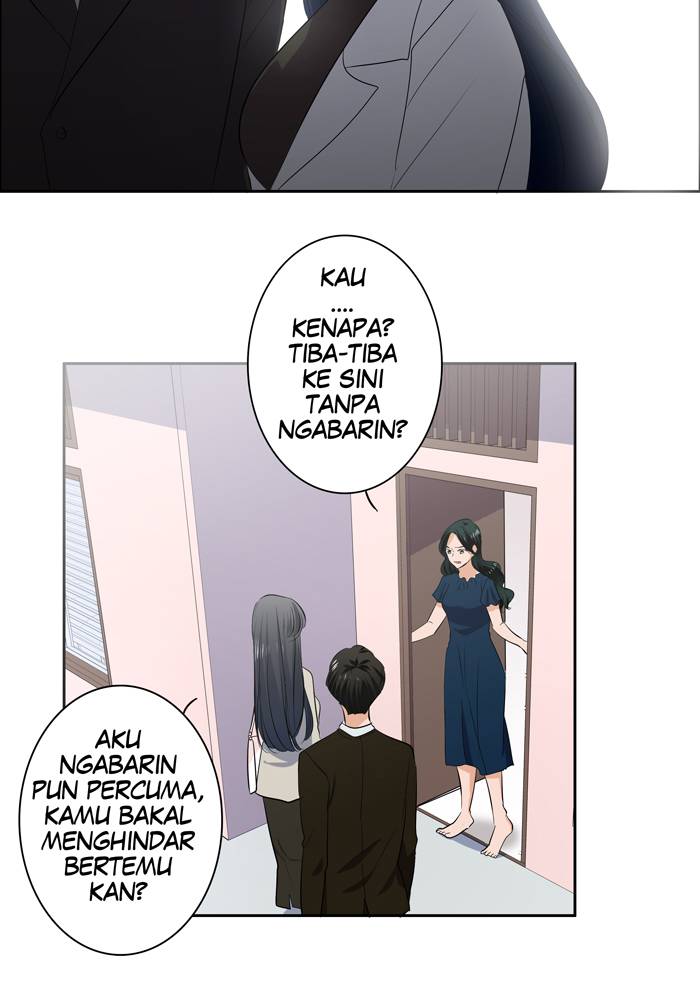 KAU
....
KENAPA?
TIBA-TIBA
KE SINI
TANPA
NGABARIN?
AKU
NGABARIN
PUN PERCUMA,
KAMU BAKAL
MENGHINDAR
BERTEMU
KAN?